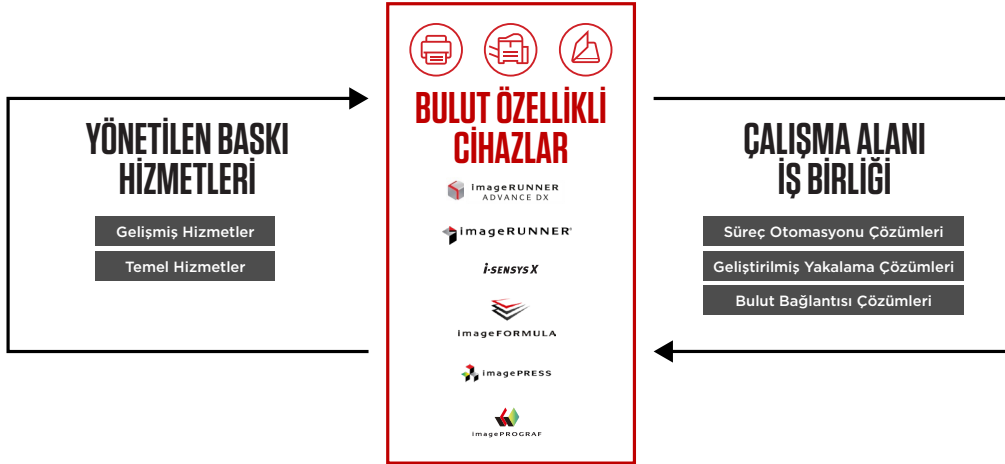 YÖNETİLEN BASKI
HİZMETLERİ
Gelişmiş Hizmetler
Temel Hizmetler
BULUT ÖZELLİKLİ
CİHAZLAR
imageRUNNER
ADVANCE DX
imageRUNNER®
i-SENSYS X
imageFORMULA
imagePRESS
imagePROGRAF
ÇALIŞMA ALANI
İŞ BİRLİĞİ
Süreç Otomasyonu Çözümleri
Geliştirilmiş Yakalama Çözümleri
Bulut Bağlantısı Çözümleri